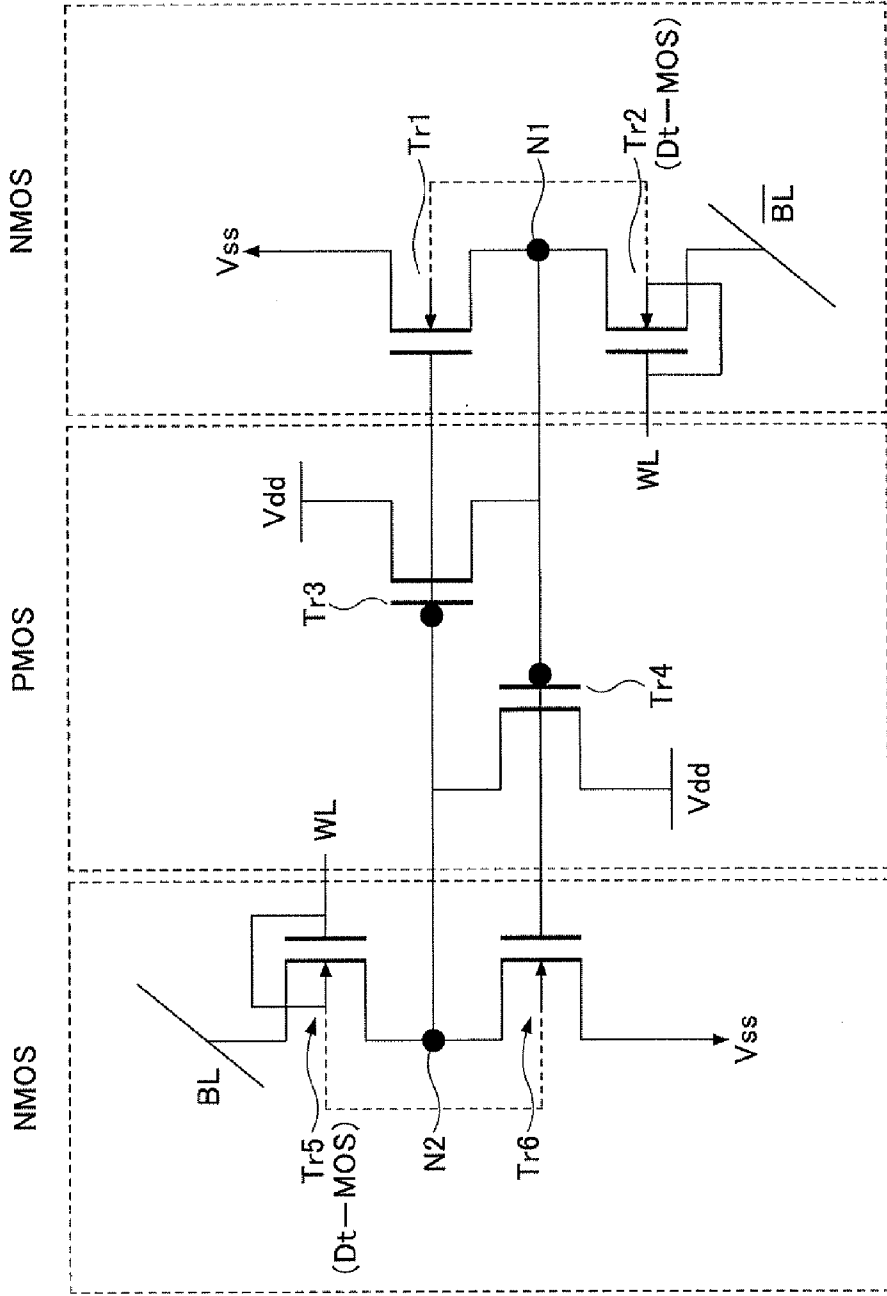 NMOS
PMOS
NMOS
BL
WL
Tr5
(Dt—MOS)
N2
Tr6
Vss
Vdd
Tr3
Tr4
Vdd
Vss
Tr1
N1
Tr2
(Dt—MOS)
WL
B̅L̅